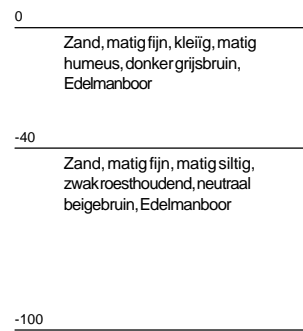 0
Zand, matig fijn, kleiïg, matig
humeus, donker grijsbruin,
Edelmanboor
-40
Zand, matig fijn, matig siltig,
zwak roesthoudend, neutraal
beigebruin, Edelmanboor
-100